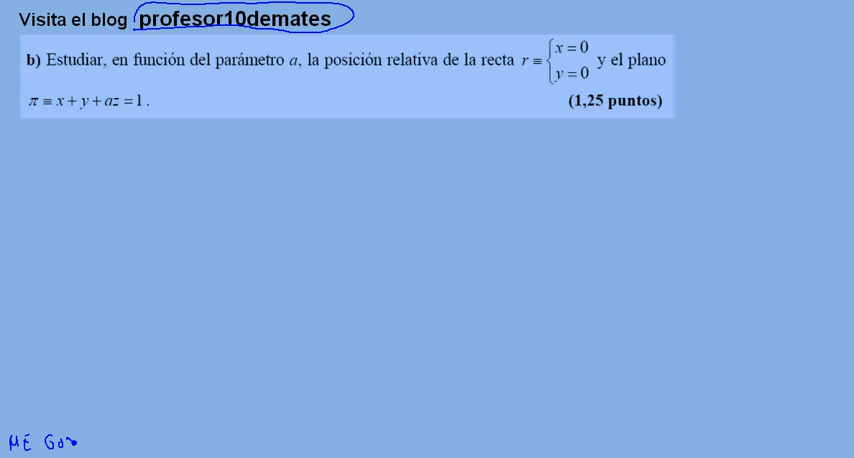 Visita el blog profesor10demates
b) Estudiar, en función del parámetro a, la posición relativa de la recta r ≡ { x = 0 y = 0 y el plano
π ≡ x + y + az = 1. (1,25 puntos)
ME